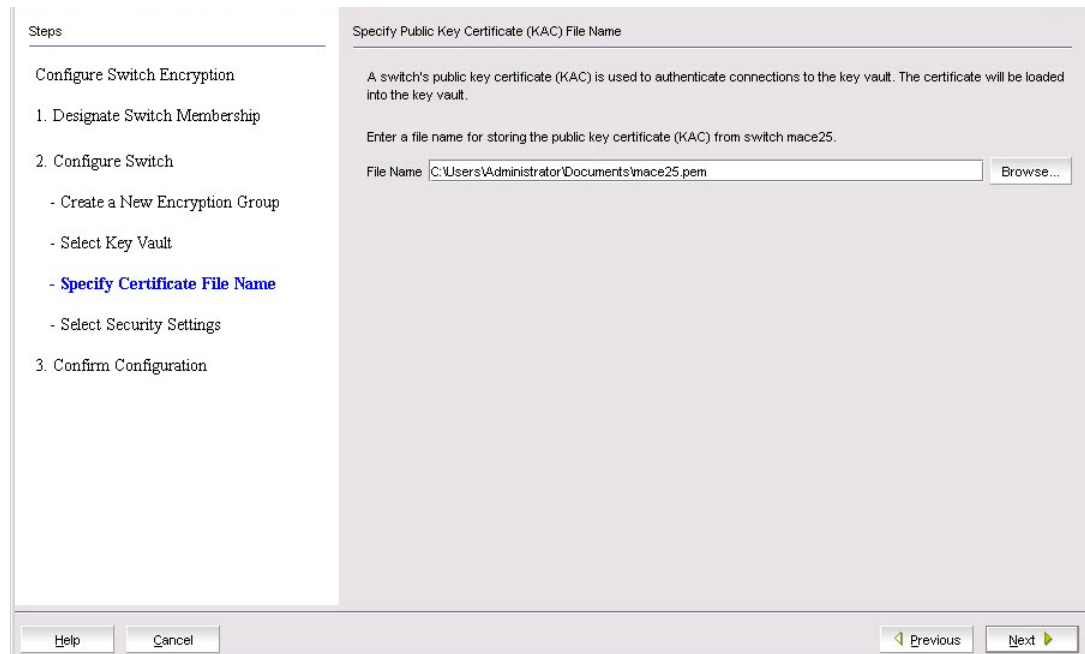 Steps
Configure Switch Encryption
1. Designate Switch Membership
2. Configure Switch
- Create a New Encryption Group
- Select Key Vault
- Specify Certificate File Name
- Select Security Settings
3. Confirm Configuration
Specify Public Key Certificate (KAC) File Name
A switch's public key certificate (KAC) is used to authenticate connections to the key vault. The certificate will be loaded
into the key vault.
Enter a file name for storing the public key certificate (KAC) from switch mace25.
File Name C:\Users\Administrator\Documents\mace25.pem Browse...
Help Cancel Previous Next